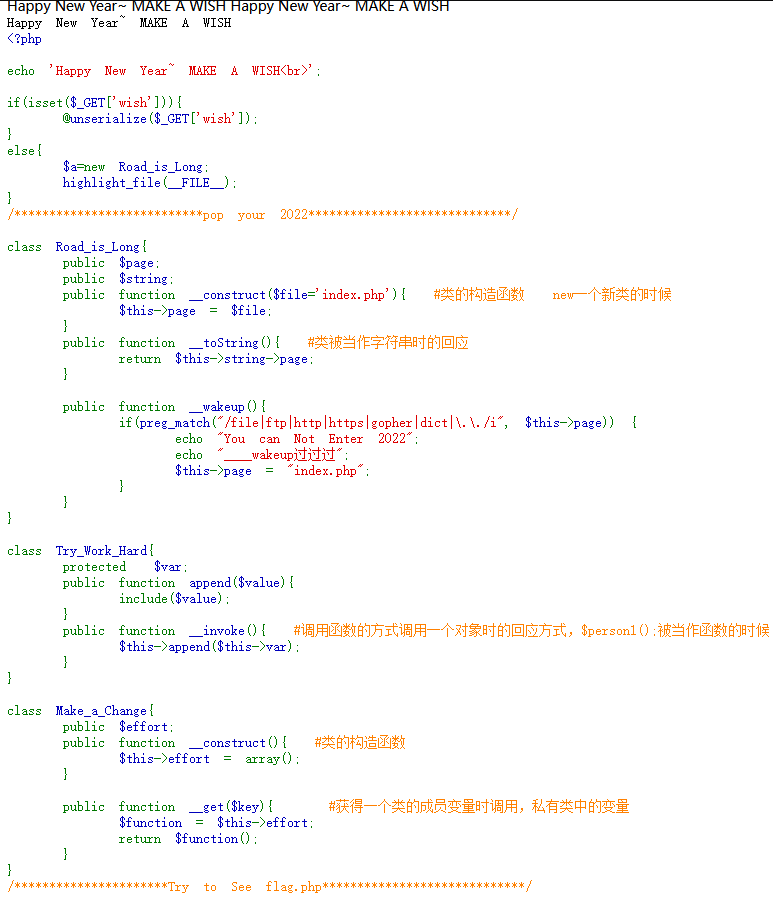 Happy New Year~ MAKE A WISH Happy New Year~ MAKE A WISH
Happy New Year~ MAKE A WISH
<?php
echo 'Happy New Year~ MAKE A WISH<br>';
if(isset($_GET['wish'])){
@unserialize($_GET['wish']);
}
else{
$a=new Road_is_Long;
highlight_file(__FILE__);
}
/***************************pop your 2022*****************************/
class Road_is_Long{
public $page;
public $string;
public function __construct($file='index.php'){ #类的构造函数 new一个新类的时候
$this->page = $file;
}
public function __toString(){ #类被当作字符串时的回应
return $this->string->page;
}
public function __wakeup(){
if(preg_match("/file|ftp|http|https|gopher|dict|\.\./i", $this->page)) {
echo "You can Not Enter 2022";
echo "____wakeup过过过";
$this->page = "index.php";
}
}
}
class Try_Work_Hard{
protected $var;
public function append($value){
include($value);
}
public function __invoke(){ #调用函数的方式调用一个对象时的回应方式，$person1();被当作函数的时候
$this->append($this->var);
}
}
class Make_a_Change{
public $effort;
public function __construct(){ #类的构造函数
$this->effort = array();
}
public function __get($key){ #获得一个类的成员变量时调用，私有类中的变量
$function = $this->effort;
return $function();
}
}
/**********************Try to See flag.php*****************************/